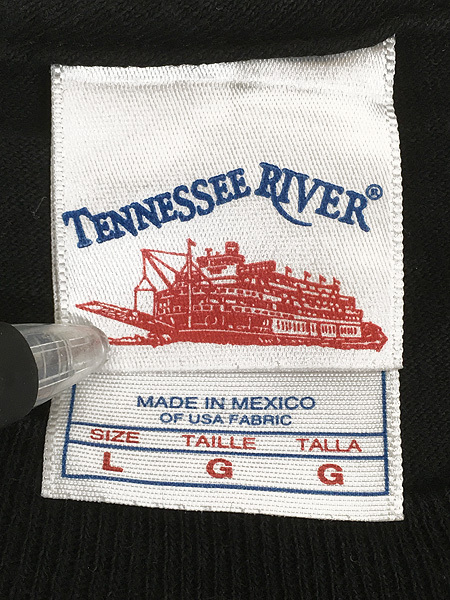 TENNESSEE RIVER®
MADE IN MEXICO
OF USA FABRIC
SIZE TAILLE TALLA
L G G